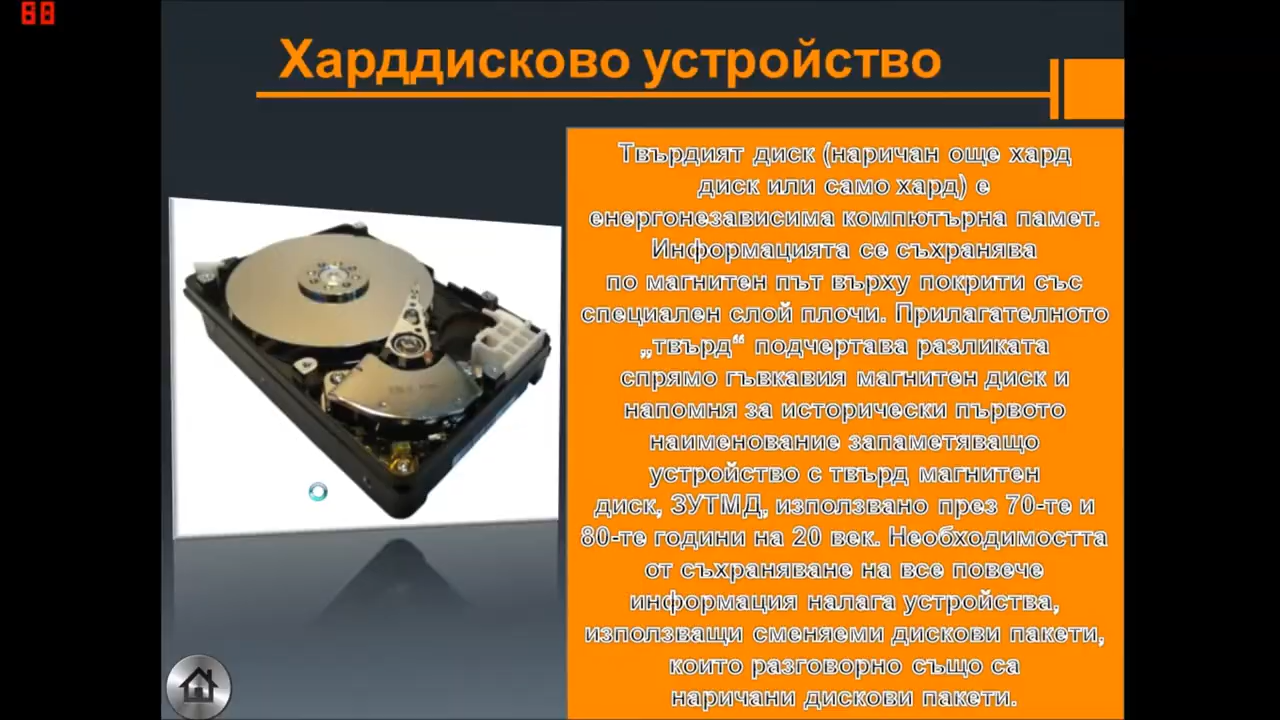 60
Харддисково устройство
Твърдият диск (наричан още хард
диск или само хард) е
енергонезависима компютърна памет.
Информацията се съхранява
по магнитен път върху покрити със
специален слой плочи. Прилагателното
„твърд“ подчертава разликата
спрямо гъвкавия магнитен диск и
напомня за исторически първото
наименование запаметяващо
устройство с твърд магнитен
диск, ЗУТМД, използвано през 70-те и
80-те години на 20 век. Необходимостта
от съхраняване на все повече
информация налага устройства,
използващи сменяеми дискови пакети,
които разговорно също са
наричани дискови пакети.